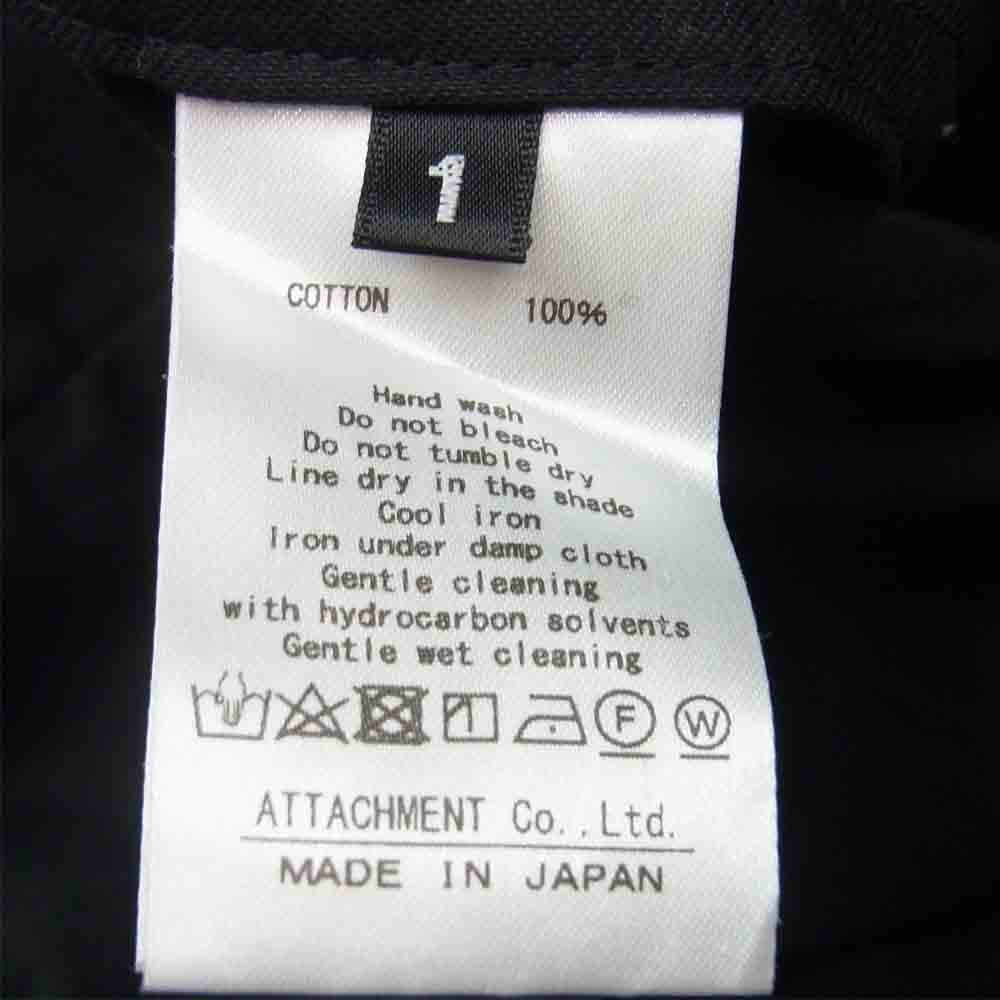 1
COTTON 100%
Hand wash
Do not bleach
Do not tumble dry
Line dry in the shade
Cool iron
Iron under damp cloth
Gentle cleaning
with hydrocarbon solvents
Gentle wet cleaning
F W
ATTACHMENT Co.,Ltd.
MADE IN JAPAN